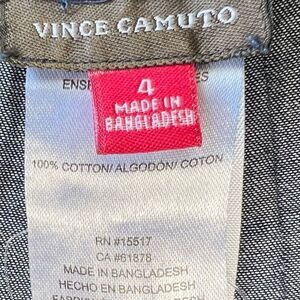 VINCE CAMUTO
4
MADE IN
BANGLADESH
100% COTTON/ ALGODÓN/ COTON
RN #15517
CA #61878
MADE IN BANGLADESH
HECHO EN BANGLADESH